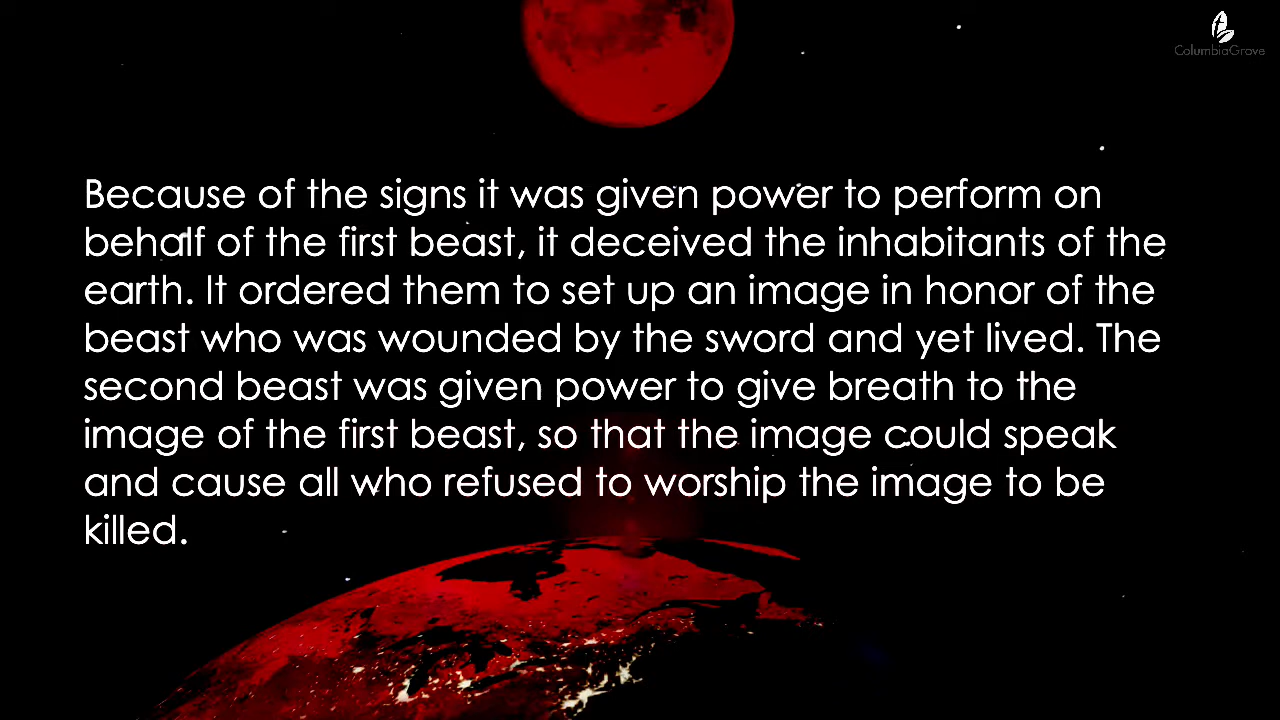 ColumbiaGrove
Because of the signs it was given power to perform on
behalf of the first beast, it deceived the inhabitants of the
earth. It ordered them to set up an image in honor of the
beast who was wounded by the sword and yet lived. The
second beast was given power to give breath to the
image of the first beast, so that the image could speak
and cause all who refused to worship the image to be
killed.